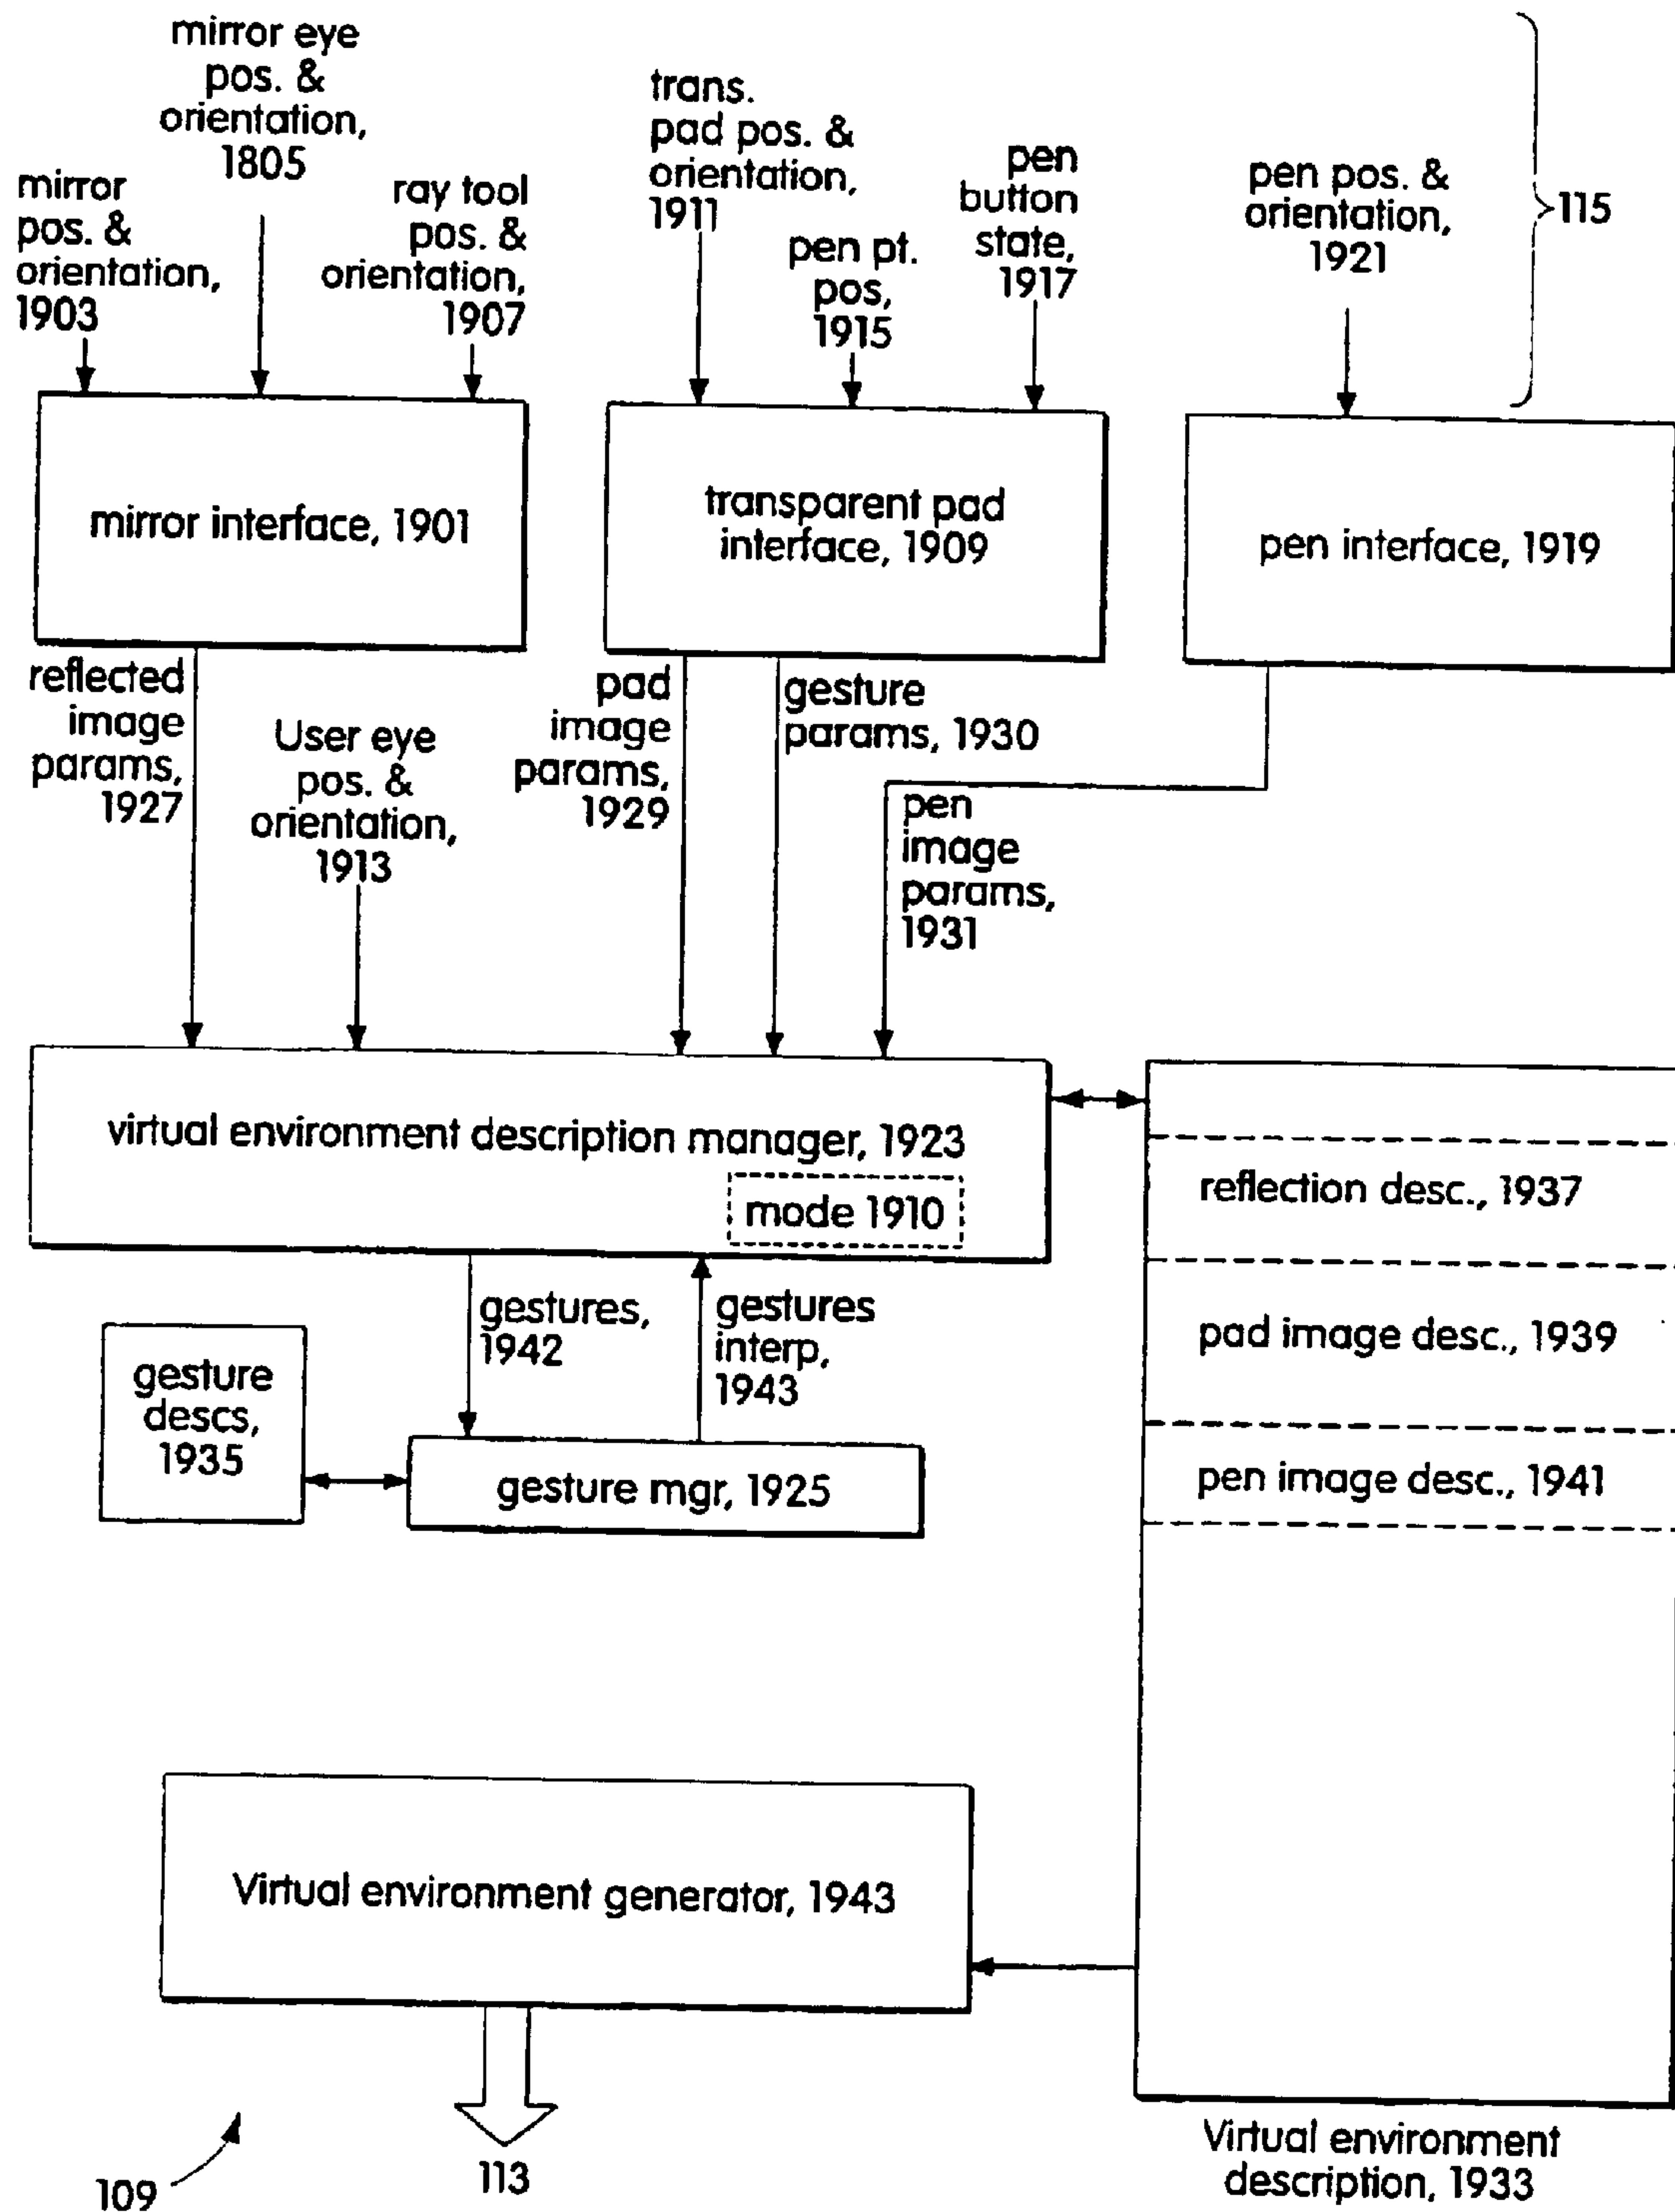 mirror eye
pos. &
orientation,
1805
mirror
pos. &
orientation,
1903
ray tool
pos. &
orientation,
1907
trans.
pad pos. &
orientation,
1911
pen pt.
pos,
1915
pen
button
state,
1917
pen pos. &
orientation,
1921
115
mirror interface, 1901
transparent pad
interface, 1909
pen interface, 1919
reflected
image
params,
1927
User eye
pos. &
orientation,
1913
pad
image
params,
1929
gesture
params, 1930
pen
image
params,
1931
virtual environment description manager, 1923
mode 1910
reflection desc., 1937
pad image desc., 1939
pen image desc., 1941
gestures,
1942
gestures
interp,
1943
gesture
descs,
1935
gesture mgr, 1925
Virtual environment generator, 1943
113
109
Virtual environment
description, 1933